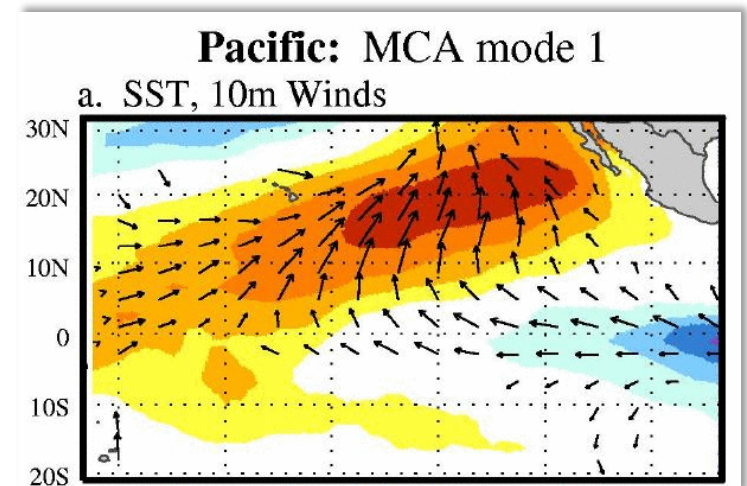 Pacific: MCA mode 1
a. SST, 10m Winds
30N
20N
10N
0
10S
20S